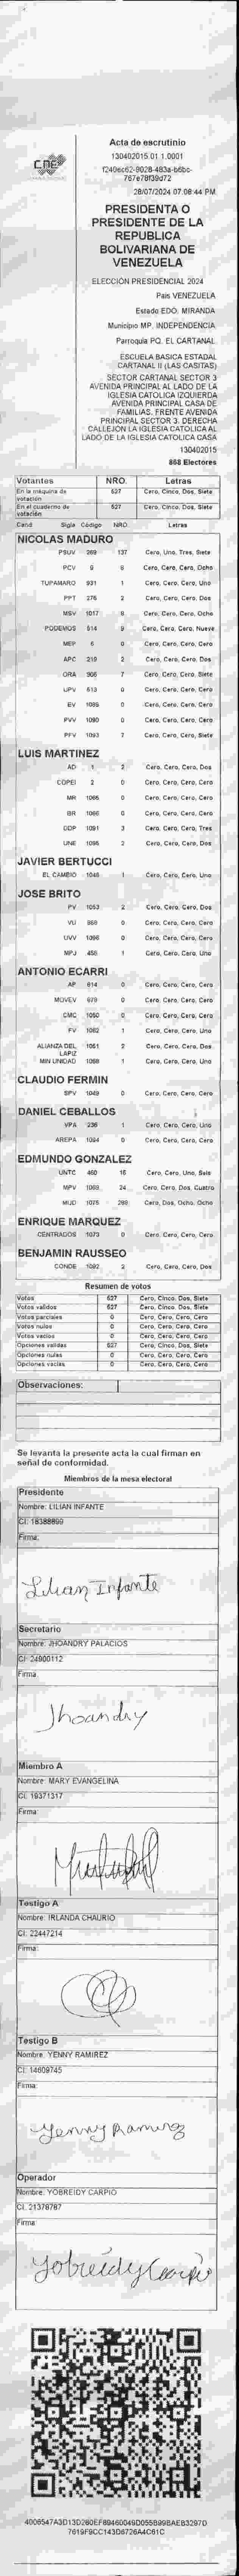 CNE
Acta de escrutinio
130402015.01.1.0001
28/07/2024 07:08:44 PM
PRESIDENTA O
PRESIDENTE DE LA
REPUBLICA
BOLIVARIANA DE
VENEZUELA
ELECCIÓN PRESIDENCIAL 2024
Pais VENEZUELA
Estado EDO. MIRANDA
Municipio MP. INDEPENDENCIA
Parroquia PQ. EL CARTANAL
ESCUELA BASICA ESTADAL
CARTANAL II (LAS CASITAS)
SECTOR CARTANAL SECTOR 3
AVENIDA PRINCIPAL AL LADO DE LA
IGLESIA CATOLICA IZQUIERDA
AVENIDA PRINCIPAL CASA DE
FAMILIAS. FRENTE AVENIDA
PRINCIPAL SECTOR 3. DERECHA
CALLEJON LA IGLESIA CATOLICA AL
LADO DE LA IGLESIA CATOLICA CASA
130402015
868 Electores
Votantes NRO. Letras
En la máquina de votación 527 Cero, Cinco, Dos, Siete
En el cuaderno de votación 527 Cero, Cinco, Dos, Siete
Cand Sigla Código NRO. Letras
NICOLAS MADURO
PSUV 269 137 Cero, Uno, Tres, Siete
PCV Cero, Cero, Cero, Ocho
TUPAMARO 931 1 Cero, Cero, Cero, Uno
PPT 275 2 Cero, Cero, Cero, Dos
MSV 1017 8 Cero, Cero, Cero, Ocho
PODEMOS 514 9 Cero, Cero, Cero, Nueve
MEP 6 0 Cero, Cero, Cero, Cero
APC 219 2 Cero, Cero, Cero, Dos
ORA 906 7 Cero, Cero, Cero, Siete
UPV 513 0 Cero, Cero, Cero, Cero
EV 1085 0 Cero, Cero, Cero, Cero
PVV 1090 0 Cero, Cero, Cero, Cero
PFV 1093 7 Cero, Cero, Cero, Siete
LUIS MARTINEZ
AD 1 2 Cero, Cero, Cero, Dos
COPEI 2 0 Cero, Cero, Cero, Cero
MR 1065 0 Cero, Cero, Cero, Cero
BR 1066 0 Cero, Cero, Cero, Cero
DDP 1091 3 Cero, Cero, Cero, Tres
UNE 1095 2 Cero, Cero, Cero, Dos
JAVIER BERTUCCI
EL CAMBIO 1048 1 Cero, Cero, Cero, Uno
JOSE BRITO
PV 1053 2 Cero, Cero, Cero, Dos
VU 868 0 Cero, Cero, Cero, Cero
UVV 1096 0 Cero, Cero, Cero, Cero
MPJ 458 1 Cero, Cero, Cero, Uno
ANTONIO ECARRI
AP 814 0 Cero, Cero, Cero, Cero
MOVEV 979 0 Cero, Cero, Cero, Cero
CMC 1050 0 Cero, Cero, Cero, Cero
FV 1082 1 Cero, Cero, Cero, Uno
ALIANZA DEL LAPIZ 1051 2 Cero, Cero, Cero, Dos
MIN UNIDAD 1068 1 Cero, Cero, Cero, Uno
CLAUDIO FERMIN
SPV 1049 0 Cero, Cero, Cero, Cero
DANIEL CEBALLOS
VPA 236 1 Cero, Cero, Cero, Uno
AREPA 1094 0 Cero, Cero, Cero, Cero
EDMUNDO GONZALEZ
UNTC 460 16 Cero, Cero, Uno, Seis
MPV 1069 24 Cero, Cero, Dos, Cuatro
MUD 1075 288 Cero, Dos, Ocho, Ocho
ENRIQUE MARQUEZ
CENTRADOS 1073 0 Cero, Cero, Cero, Cero
BENJAMIN RAUSSEO
CONDE 1092 2 Cero, Cero, Cero, Dos
Resumen de votos
Votos 527 Cero, Cinco, Dos, Siete
Votos validos 527 Cero, Cinco, Dos, Siete
Votos parciales 0 Cero, Cero, Cero, Cero
Votos nulos 0 Cero, Cero, Cero, Cero
Votos vacios 0 Cero, Cero, Cero, Cero
Opciones validas 527 Cero, Cinco, Dos, Siete
Opciones nulas 0 Cero, Cero, Cero, Cero
Opciones vacias 0 Cero, Cero, Cero, Cero
Observaciones:
Se levanta la presente acta la cual firman en
señal de conformidad.
Miembros de la mesa electoral
Presidente
Nombre: LILIAN INFANTE
CI: 18388899
Firma:
Lilian Infante
Secretario
Nombre: JHOANDRY PALACIOS
CI: 24900112
Firma:
Jhoandry
Miembro A
Nombre: MARY EVANGELINA
CI: 19371317
Firma:
Testigo A
Nombre: IRLANDA CHAURIO
CI: 22447214
Firma:
Testigo B
Nombre: YENNY RAMIREZ
CI: 14609745
Firma:
Yenny Ramirez
Operador
Nombre: YOBREIDY CARPIO
CI: 21378787
Firma:
Yobreidy Carpio